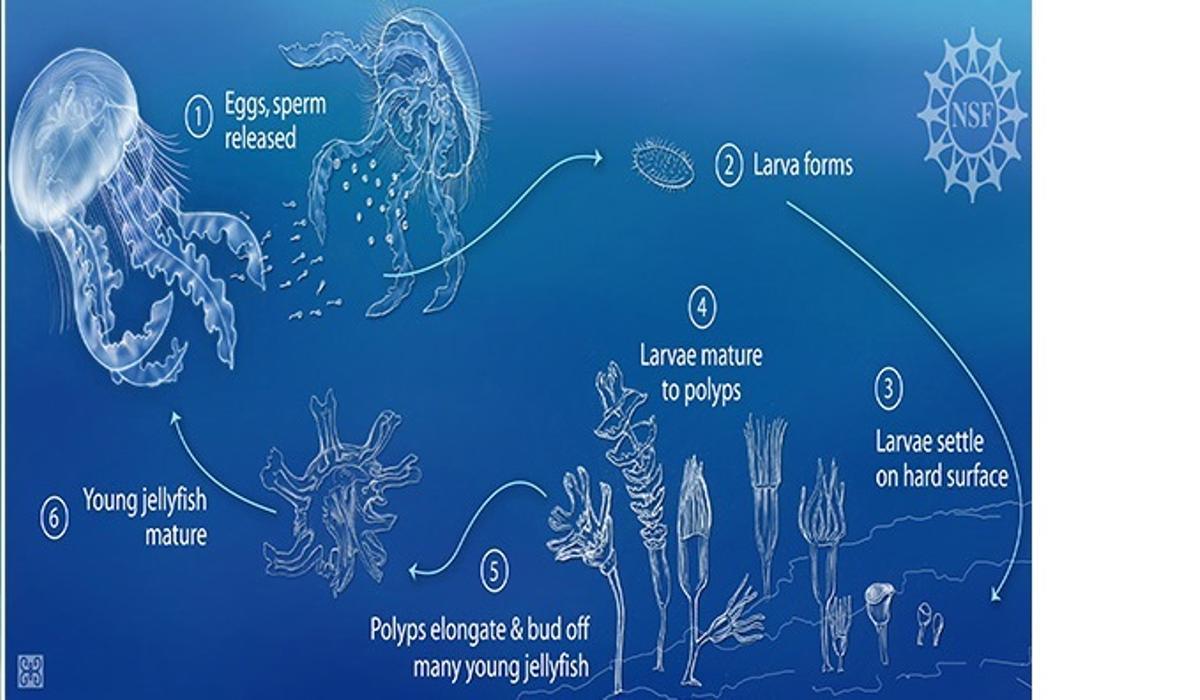 1 Eggs, sperm
released
NSF
2 Larva forms
3
Larvae settle
on hard surface
4
Larvae mature
to polyps
5
Polyps elongate & bud off
many young jellyfish
6 Young jellyfish
mature